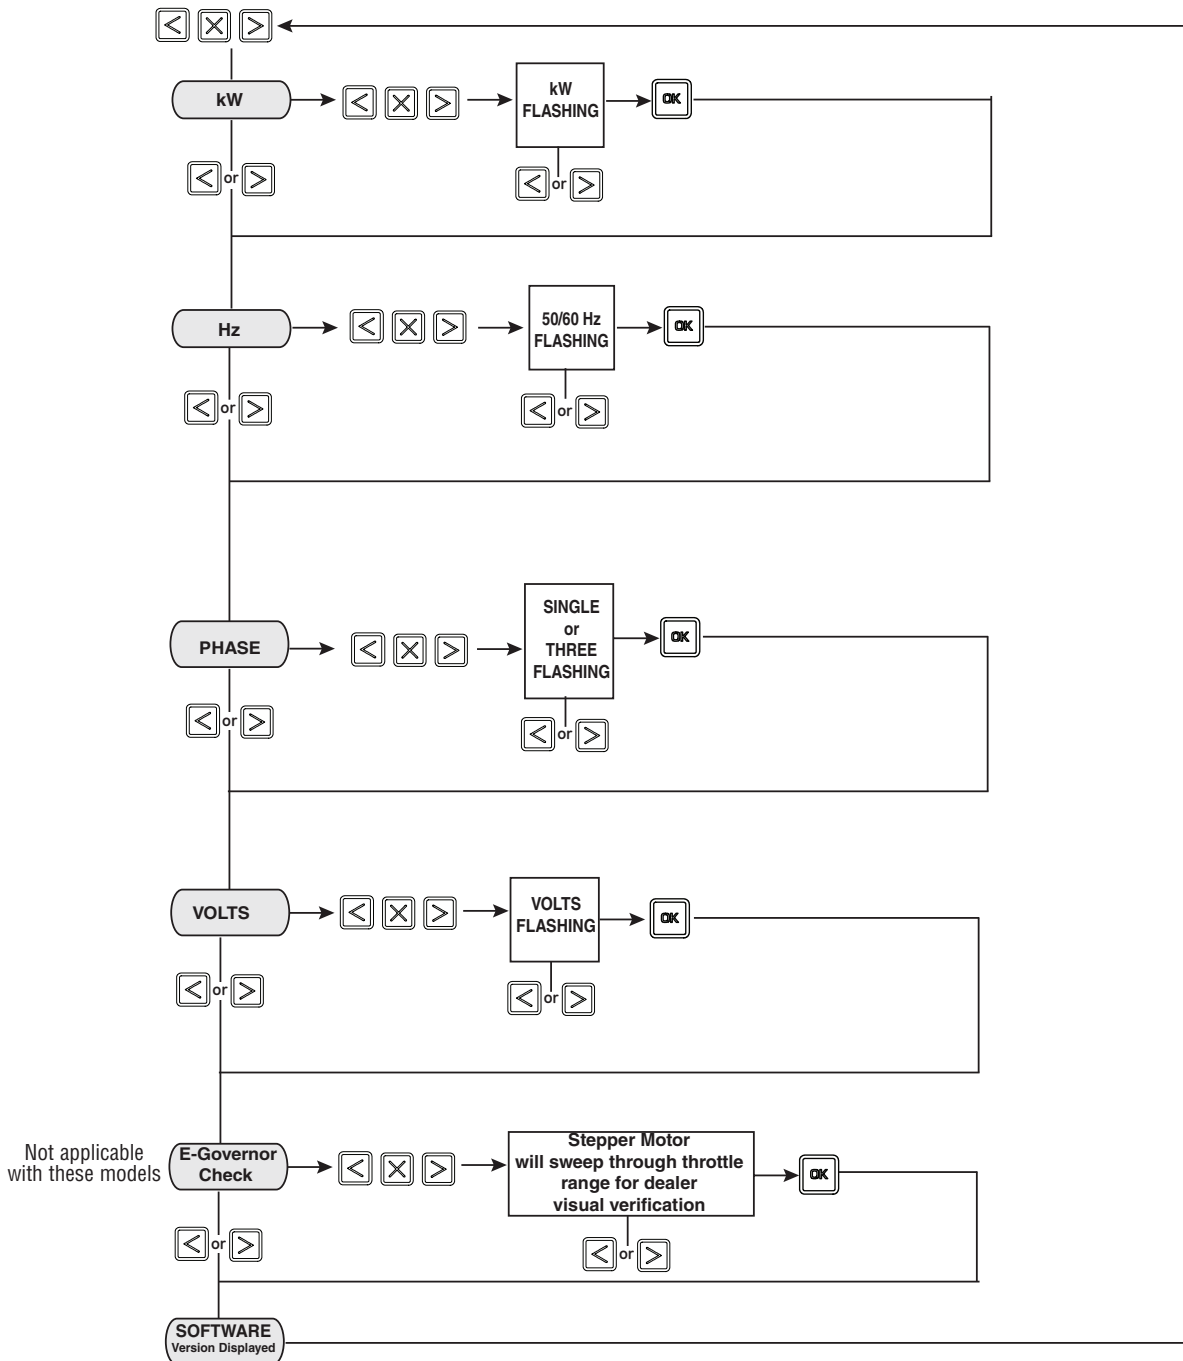 < X >
kW
< X >
kW
FLASHING
OK
< or >
< or >
Hz
< X >
50/60 Hz
FLASHING
OK
< or >
< or >
PHASE
< X >
SINGLE
or
THREE
FLASHING
OK
< or >
< or >
VOLTS
< X >
VOLTS
FLASHING
OK
< or >
< or >
Not applicable
with these models
E-Governor
Check
< X >
Stepper Motor
will sweep through throttle
range for dealer
visual verification
OK
< or >
< or >
SOFTWARE
Version Displayed